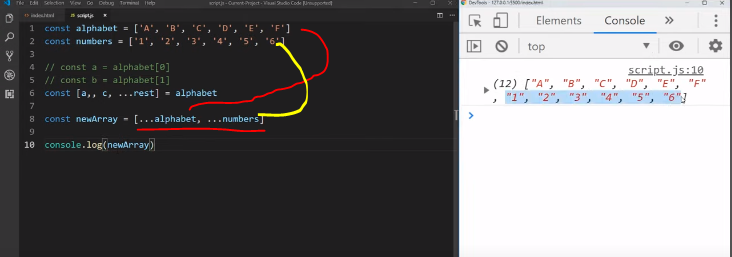 File Edit Selection View Go Debug Terminal Help
script.js - Current-Project - Visual Studio Code [Unsupported]
index.html
script.js
1 const alphabet = ['A', 'B', 'C', 'D', 'E', 'F']
2 const numbers = ['1', '2', '3', '4', '5', '6']
3
4 // const a = alphabet[0]
5 // const b = alphabet[1]
6 const [a,, c, ...rest] = alphabet
7
8 const newArray = [...alphabet, ...numbers]
9
10 console.log(newArray)
DevTools - 127.0.0.1:5500/index.html
Elements Console »
top
script.js:10
(12) ["A", "B", "C", "D", "E", "F"
, "1", "2", "3", "4", "5", "6"]